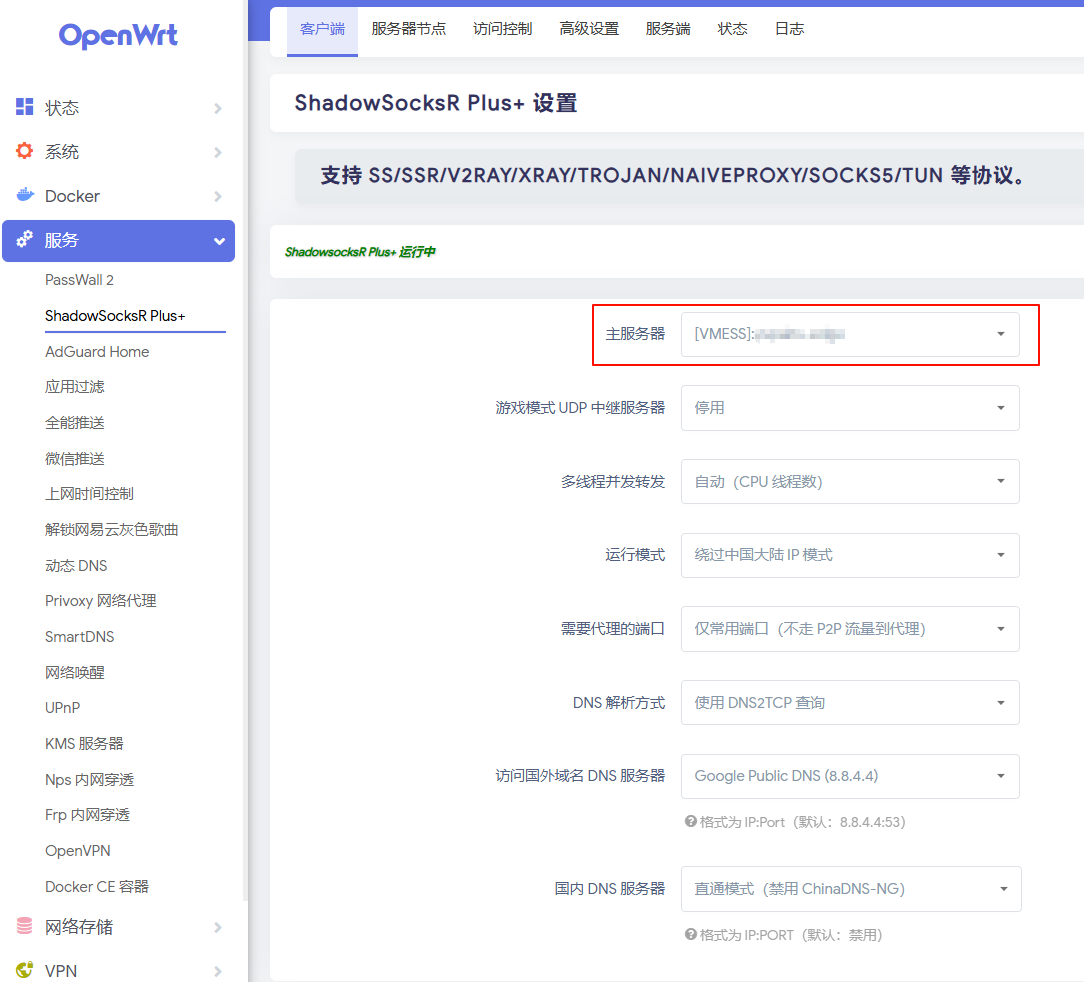 OpenWrt
状态
系统
Docker
服务
PassWall 2
ShadowSocksR Plus+
AdGuard Home
应用过滤
全能推送
微信推送
上网时间控制
解锁网易云灰色歌曲
动态 DNS
Privoxy 网络代理
SmartDNS
网络唤醒
UPnP
KMS 服务器
Nps 内网穿透
Frp 内网穿透
OpenVPN
Docker CE 容器
网络存储
VPN
客户端 服务器节点 访问控制 高级设置 服务端 状态 日志
ShadowSocksR Plus+ 设置
支持 SS/SSR/V2RAY/XRAY/TROJAN/NAIVEPROXY/SOCKS5/TUN 等协议。
ShadowsocksR Plus+ 运行中
主服务器 [VMESS]:
游戏模式 UDP 中继服务器 停用
多线程并发转发 自动（CPU 线程数）
运行模式 绕过中国大陆 IP 模式
需要代理的端口 仅常用端口（不走 P2P 流量到代理）
DNS 解析方式 使用 DNS2TCP 查询
访问国外域名 DNS 服务器 Google Public DNS (8.8.4.4)
格式为 IP:Port（默认：8.8.4.4:53）
国内 DNS 服务器 直通模式（禁用 ChinaDNS-NG）
格式为 IP:PORT（默认：禁用）